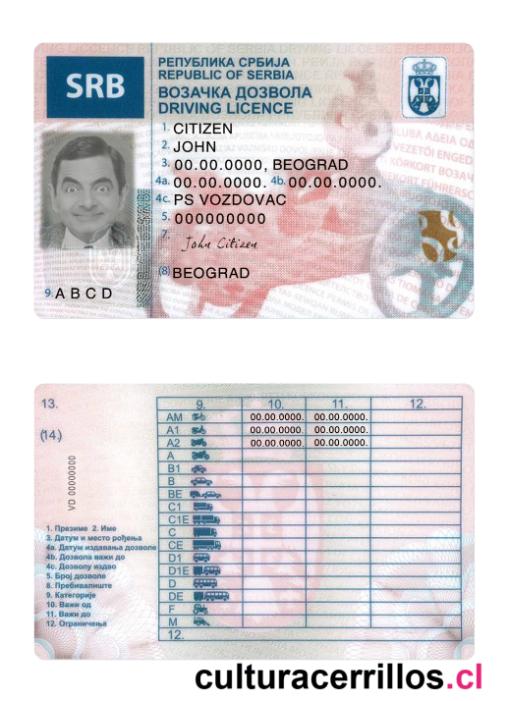 SRB
РЕПУБЛИКА СРБИЈА
REPUBLIC OF SERBIA
ВОЗАЧКА ДОЗВОЛА
DRIVING LICENCE
1. CITIZEN
2. JOHN
3. 00.00.0000, BEOGRAD
4a. 00.00.0000. 4b. 00.00.0000.
4c. PS VOZDOVAC
5. 000000000
7. John Citizen
(8) BEOGRAD
9. A B C D
13.
(14.)
VD 00000000
1. Презиме 2. Име
3. Датум и место рођења
4a. Датум издавања дозволе
4b. Дозвола важи до
4c. Дозволу издао
5. Број дозволе
8. Пребивалиште
9. Категорије
10. Важи од
11. Важи до
12. Ограничења
9. 10. 11. 12.
AM 00.00.0000. 00.00.0000.
A1 00.00.0000. 00.00.0000.
A2 00.00.0000. 00.00.0000.
A
B1
B
BE
C1
C1E
C
CE
D1
D1E
D
DE
F
M
12.
culturacerrillos.cl